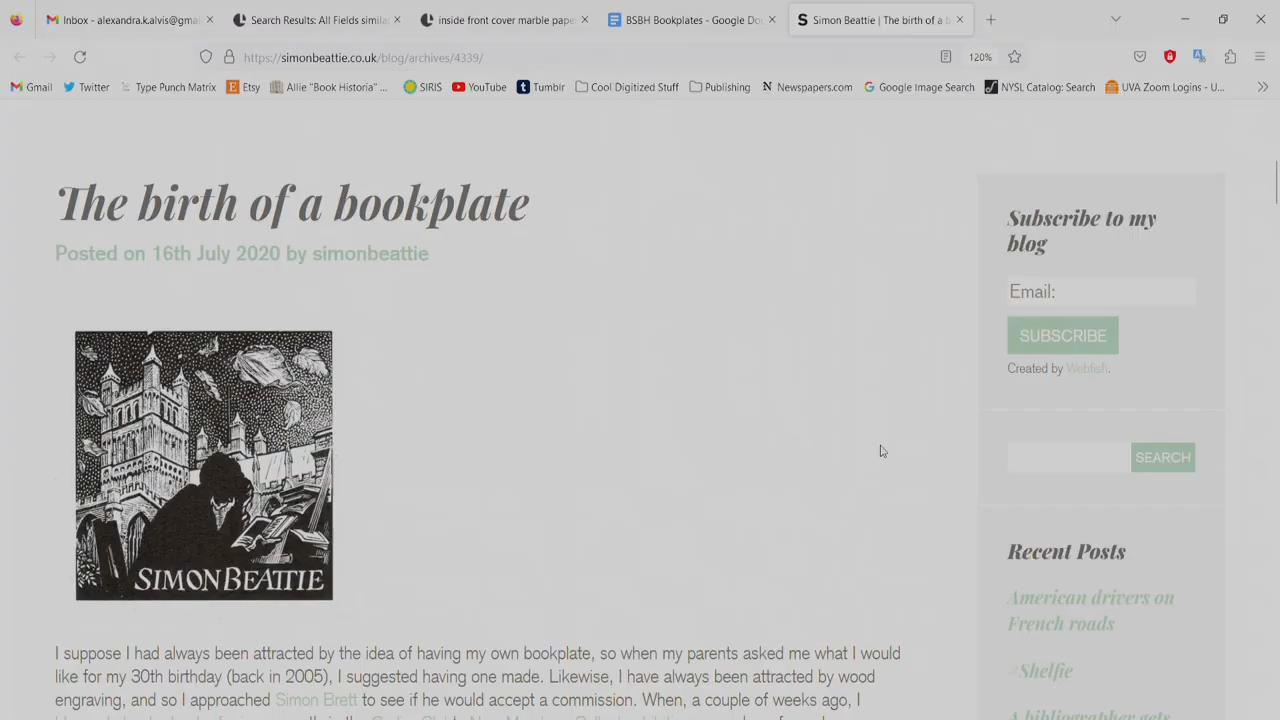 Inbox - alexandra.k.alvis@gmai
Search Results: All Fields simila
inside front cover marble pape
BSBH Bookplates - Google Do
Simon Beattie | The birth of a b
https://simonbeattie.co.uk/blog/archives/4339/
120%
Gmail
Twitter
Type Punch Matrix
Etsy
Allie "Book Historia" ...
SIRIS
YouTube
Tumblr
Cool Digitized Stuff
Publishing
Newspapers.com
Google Image Search
NYSL Catalog: Search
UVA Zoom Logins - U...
The birth of a bookplate
Posted on 16th July 2020 by simonbeattie
SIMON BEATTIE
I suppose I had always been attracted by the idea of having my own bookplate, so when my parents asked me what I would
like for my 30th birthday (back in 2005), I suggested having one made. Likewise, I have always been attracted by wood
engraving, and so I approached Simon Brett to see if he would accept a commission. When, a couple of weeks ago, I
Subscribe to my
blog
Email:
SUBSCRIBE
Created by Webfish.
SEARCH
Recent Posts
American drivers on
French roads
#Shelfie
A bibliographer gets